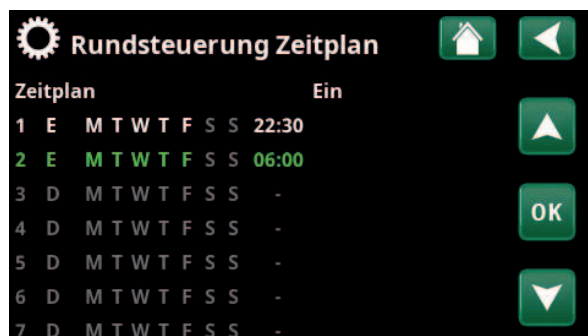 Rundsteuerung Zeitplan
Zeitplan Ein
1 E M T W T F S S 22:30
2 E M T W T F S S 06:00
3 D M T W T F S S -
4 D M T W T F S S -
OK
5 D M T W T F S S -
6 D M T W T F S S -
7 D M T W T F S S -